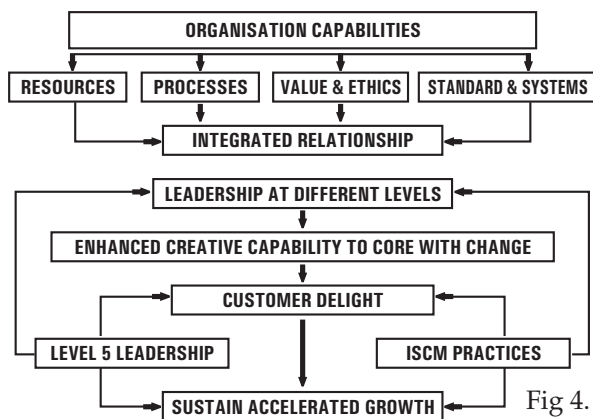 ORGANISATION CAPABILITIES
RESOURCES
PROCESSES
VALUE & ETHICS
STANDARD & SYSTEMS
INTEGRATED RELATIONSHIP
LEADERSHIP AT DIFFERENT LEVELS
ENHANCED CREATIVE CAPABILITY TO CORE WITH CHANGE
CUSTOMER DELIGHT
LEVEL 5 LEADERSHIP
ISCM PRACTICES
SUSTAIN ACCELERATED GROWTH
Fig 4.